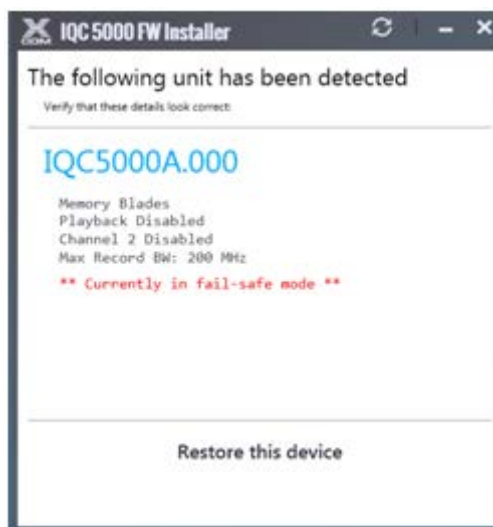 XCOM IQC 5000 FW Installer
The following unit has been detected
Verify that these details look correct:
IQC5000A.000
Memory Blades
Playback Disabled
Channel 2 Disabled
Max Record BW: 200 MHz
** Currently in fail-safe mode **
Restore this device